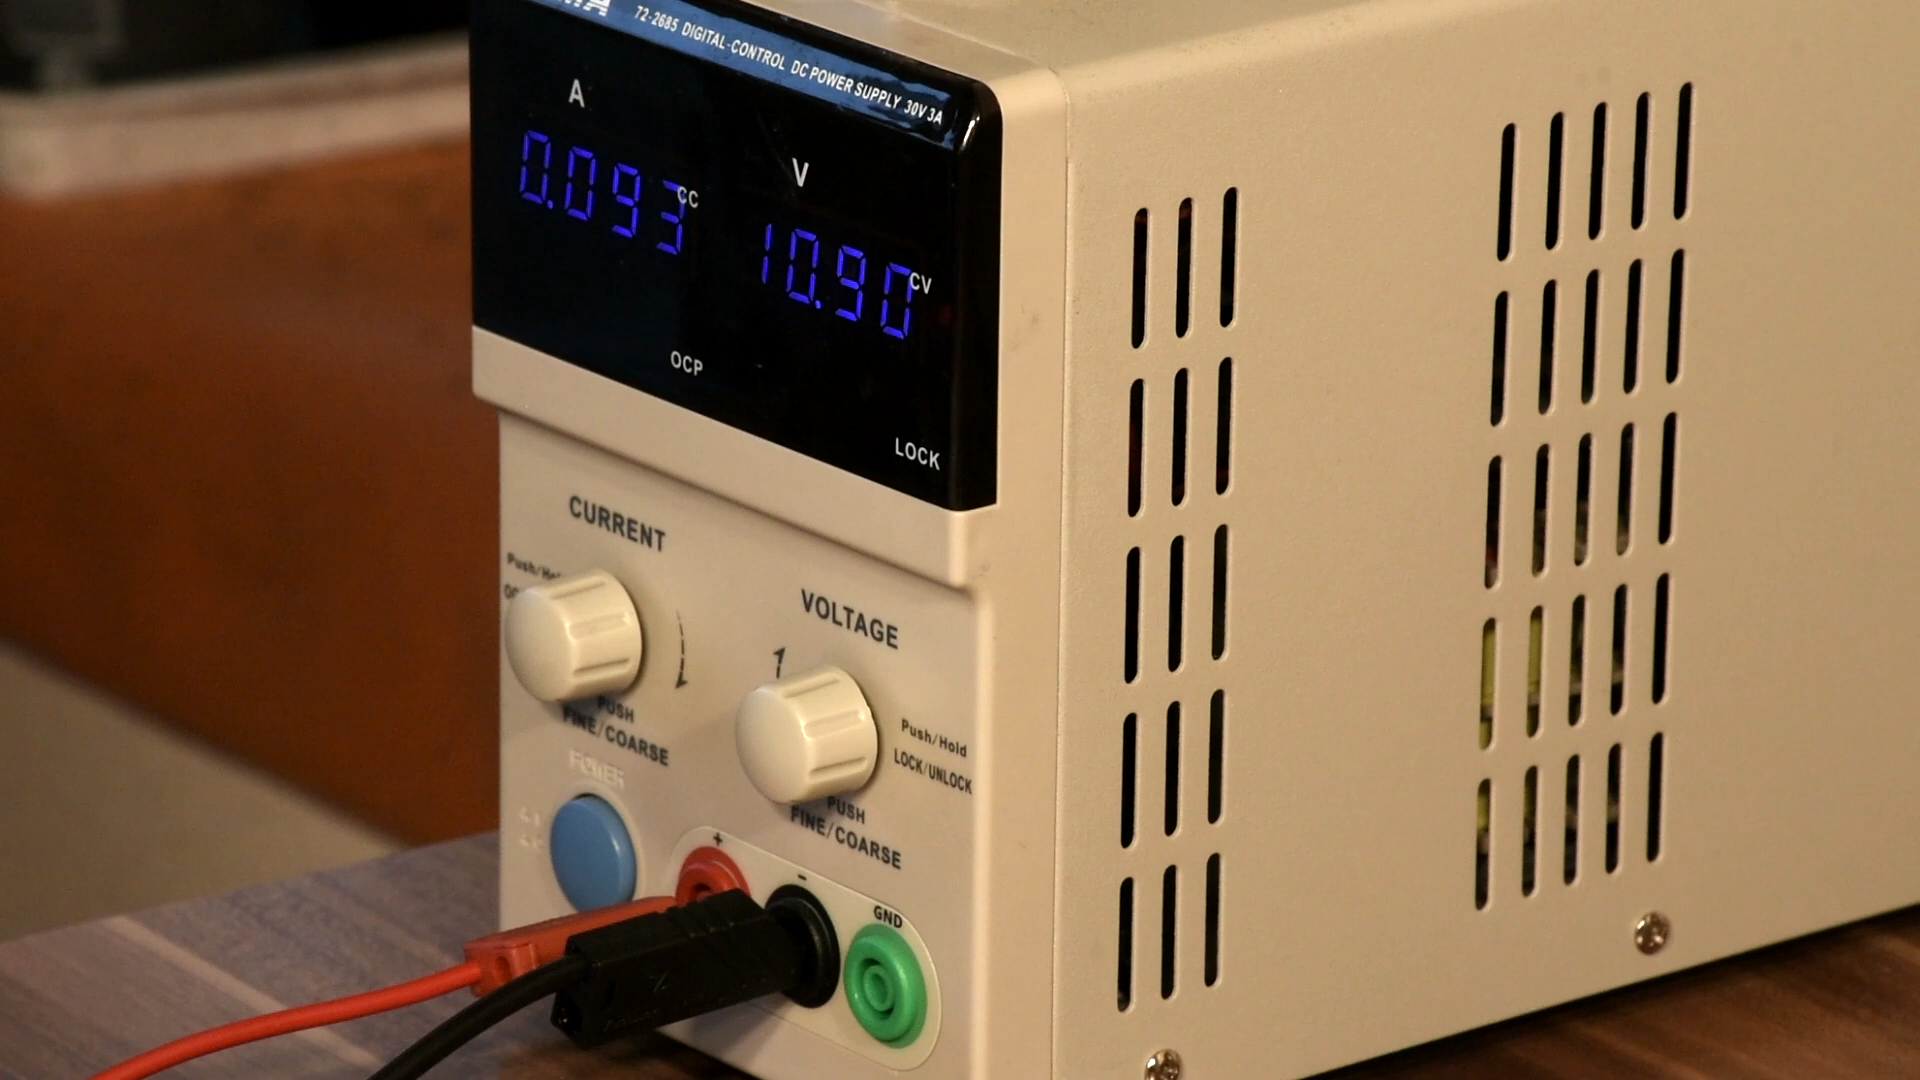 72-2685 DIGITAL-CONTROL DC POWER SUPPLY 30V 3A
A
0.093
CC
V
10.90
CV
OCP
LOCK
CURRENT
VOLTAGE
PUSH
FINE/COARSE
Push/Hold
LOCK/UNLOCK
PUSH
FINE/COARSE
POWER
+
-
GND